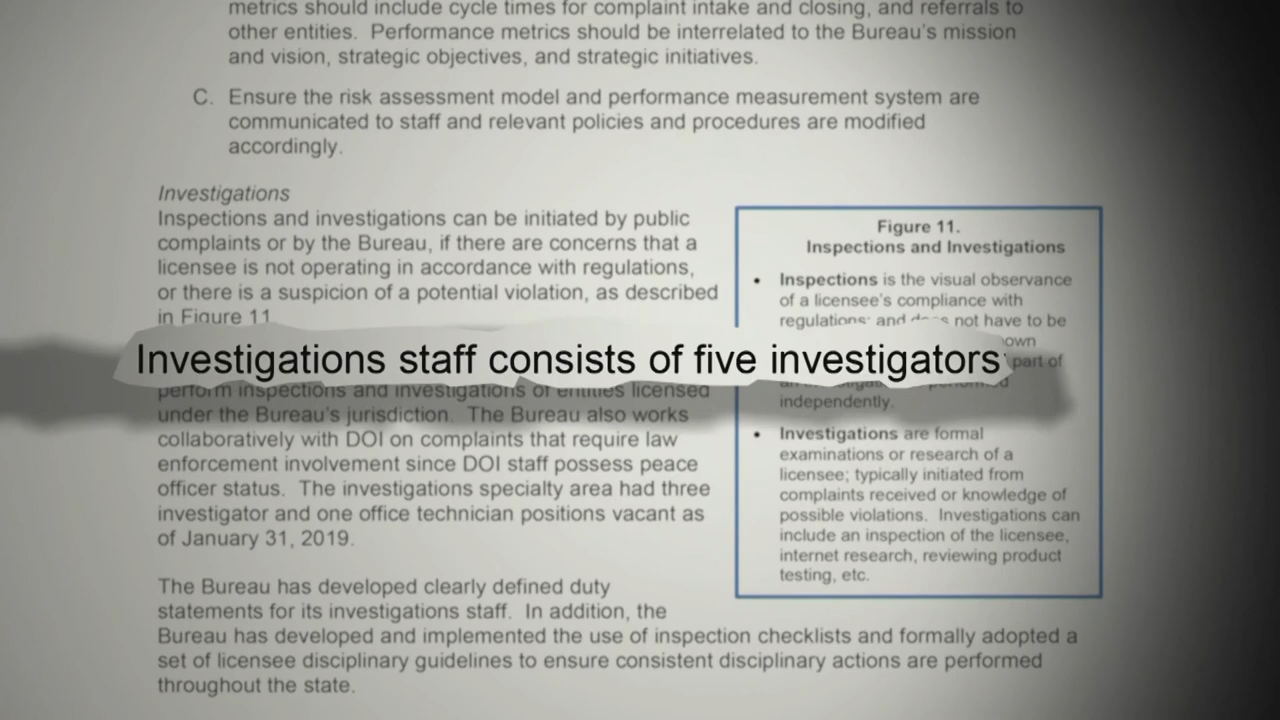 metrics should include cycle times for complaint intake and closing, and referrals to
other entities.  Performance metrics should be interrelated to the Bureau's mission
and vision, strategic objectives, and strategic initiatives.
C.  Ensure the risk assessment model and performance measurement system are
communicated to staff and relevant policies and procedures are modified
accordingly.
Investigations
Inspections and investigations can be initiated by public
complaints or by the Bureau, if there are concerns that a
licensee is not operating in accordance with regulations,
or there is a suspicion of a potential violation, as described
in Figure 11
Investigations staff consists of five investigators
perform inspections and investigations of entities licensed
under the Bureau's jurisdiction.  The Bureau also works
collaboratively with DOI on complaints that require law
enforcement involvement since DOI staff possess peace
officer status.  The investigations specialty area had three
investigator and one office technician positions vacant as
of January 31, 2019.
The Bureau has developed clearly defined duty
statements for its investigations staff.  In addition, the
Bureau has developed and implemented the use of inspection checklists and formally adopted a
set of licensee disciplinary guidelines to ensure consistent disciplinary actions are performed
throughout the state.
Figure 11.
Inspections and Investigations
• Inspections is the visual observance
of a licensee's compliance with
regulations and does not have to be
part of
independently.
• Investigations are formal
examinations or research of a
licensee; typically initiated from
complaints received or knowledge of
possible violations.  Investigations can
include an inspection of the licensee,
internet research, reviewing product
testing, etc.